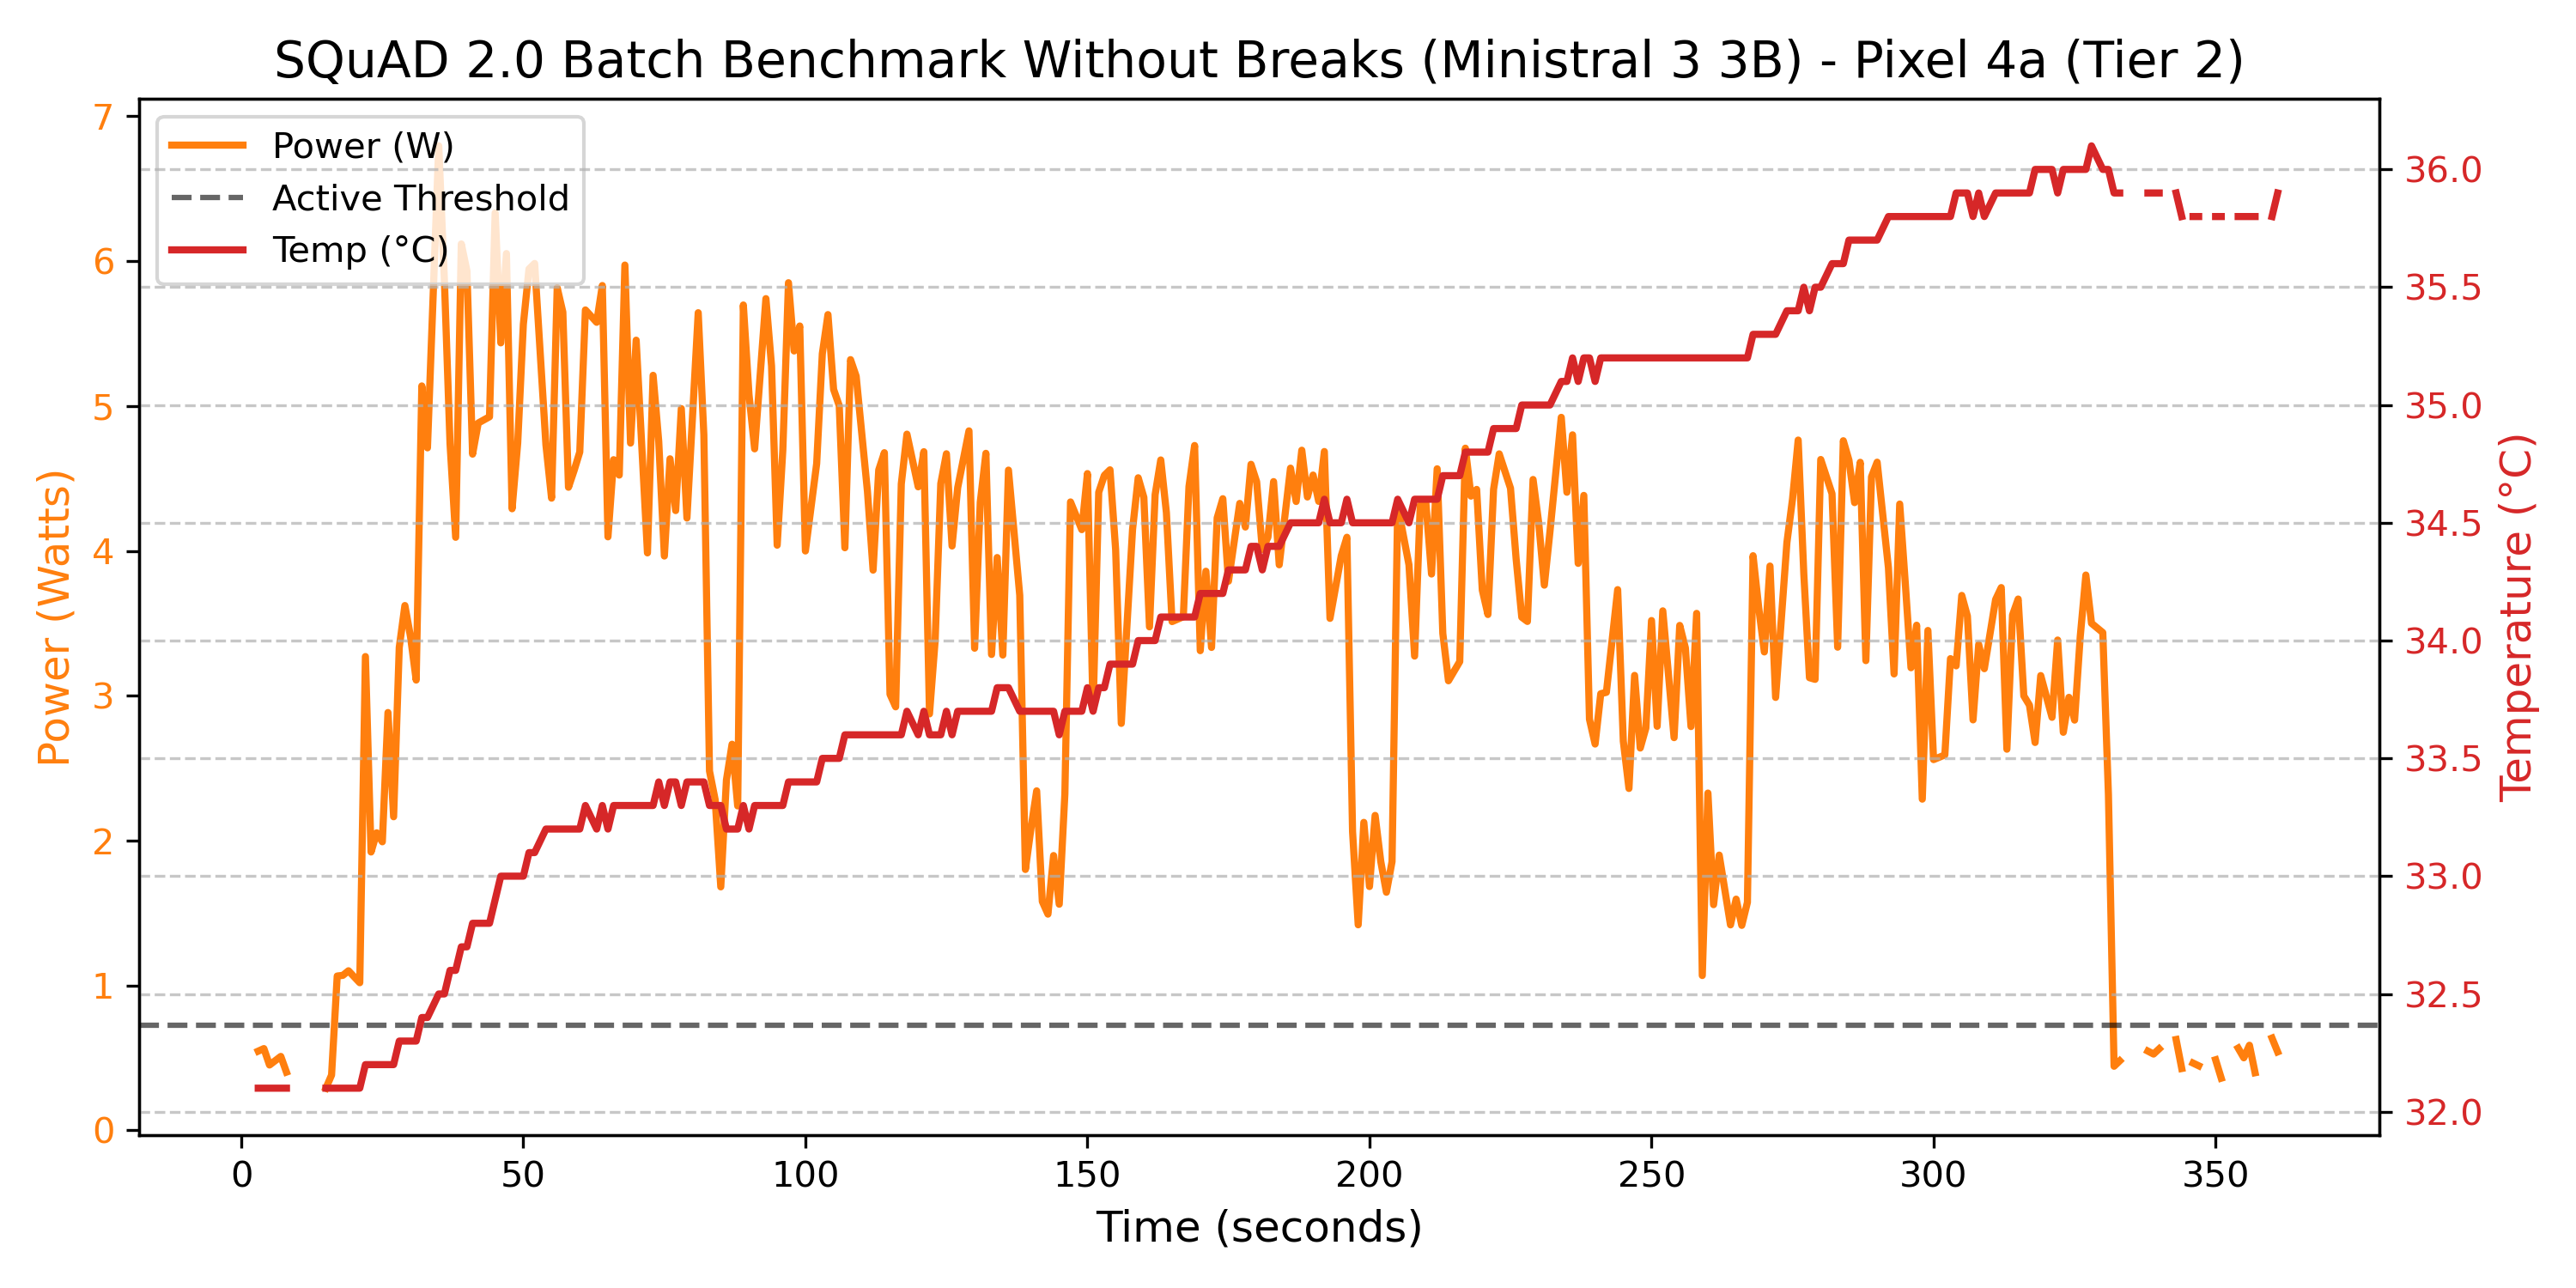 SQuAD 2.0 Batch Benchmark Without Breaks (Ministral 3 3B) - Pixel 4a (Tier 2)
Power (W)
Active Threshold
Temp (°C)
Power (Watts)
7
6
5
4
3
2
1
0
36.0
35.5
35.0
34.5
34.0
33.5
33.0
32.5
32.0
Temperature (°C)
0 50 100 150 200 250 300 350
Time (seconds)